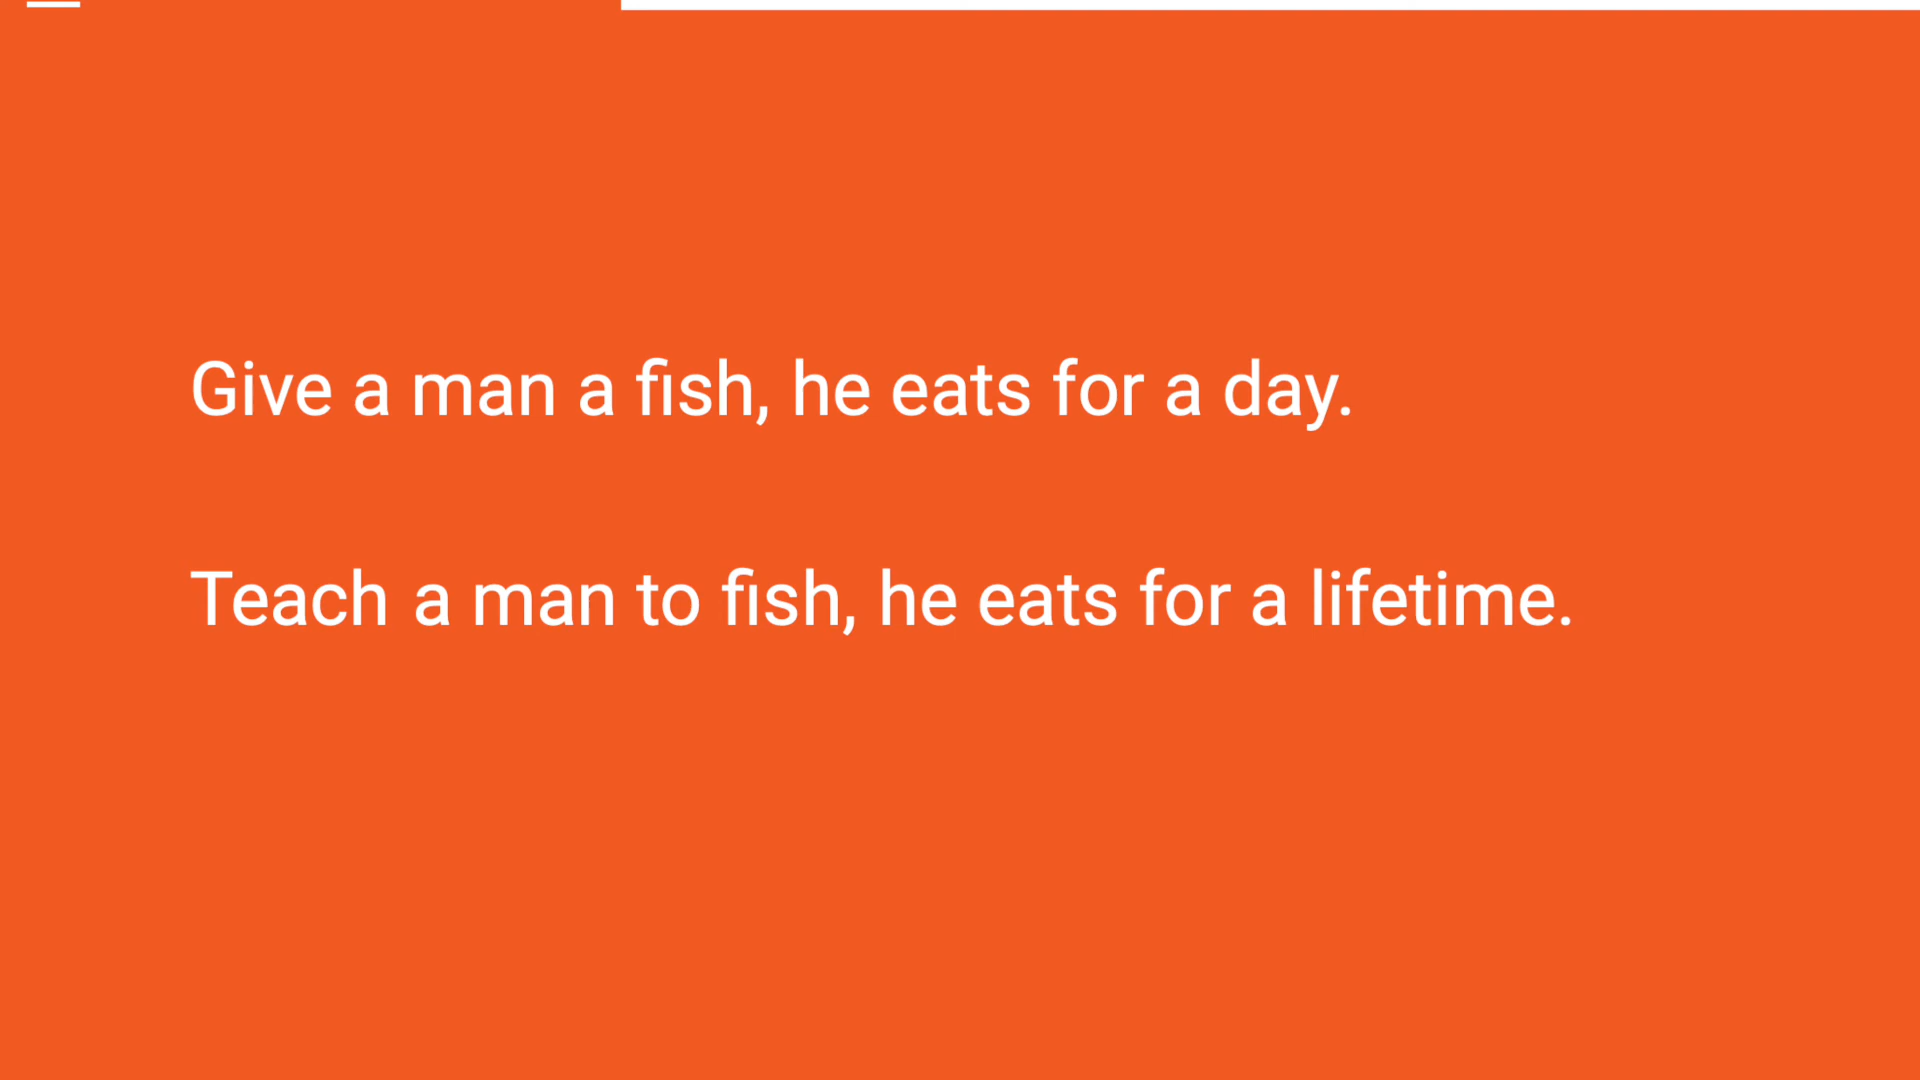 Give a man a fish, he eats for a day.
Teach a man to fish, he eats for a lifetime.